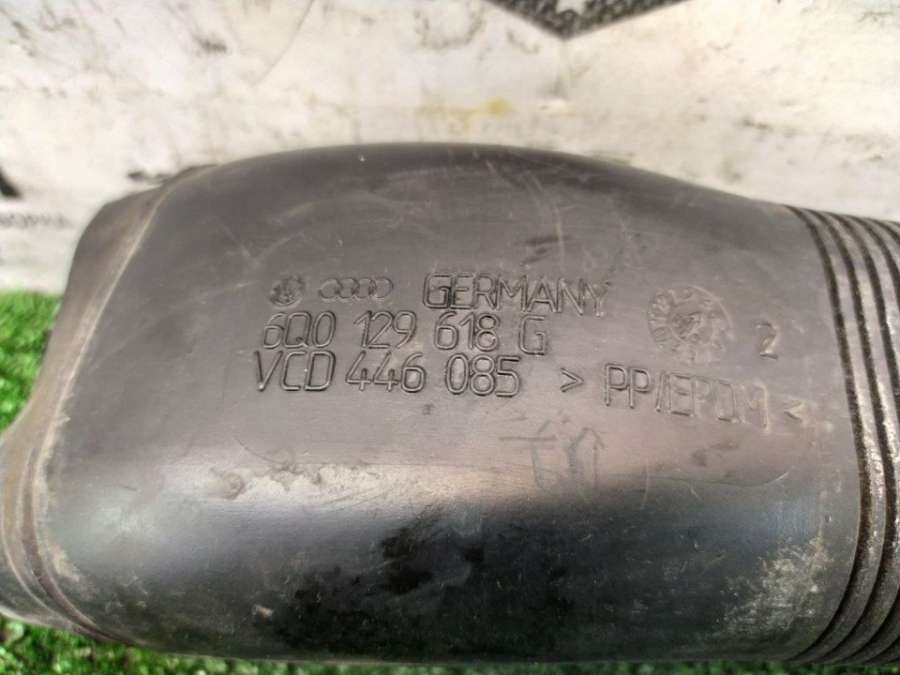 GERMANY
6Q0 129 618 G 2
VCD 446 085 > PP/EPDM <